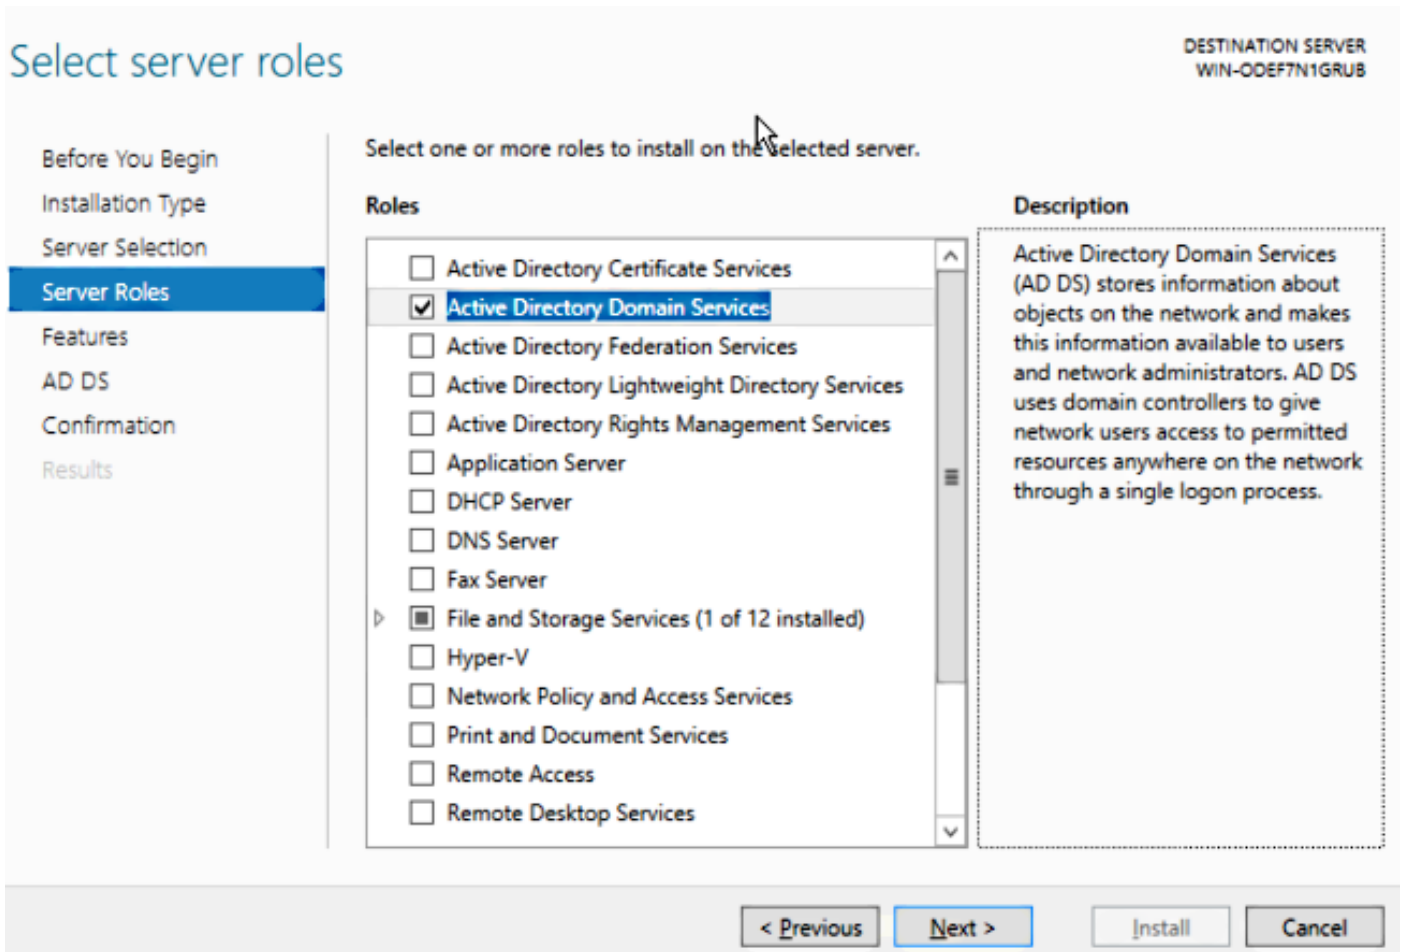 Select server roles
DESTINATION SERVER
WIN-ODEF7N1GRUB
Before You Begin
Installation Type
Server Selection
Server Roles
Features
AD DS
Confirmation
Results
Select one or more roles to install on the selected server.
Roles
Active Directory Certificate Services
Active Directory Domain Services
Active Directory Federation Services
Active Directory Lightweight Directory Services
Active Directory Rights Management Services
Application Server
DHCP Server
DNS Server
Fax Server
File and Storage Services (1 of 12 installed)
Hyper-V
Network Policy and Access Services
Print and Document Services
Remote Access
Remote Desktop Services
Description
Active Directory Domain Services
(AD DS) stores information about
objects on the network and makes
this information available to users
and network administrators. AD DS
uses domain controllers to give
network users access to permitted
resources anywhere on the network
through a single logon process.
< Previous
Next >
Install
Cancel